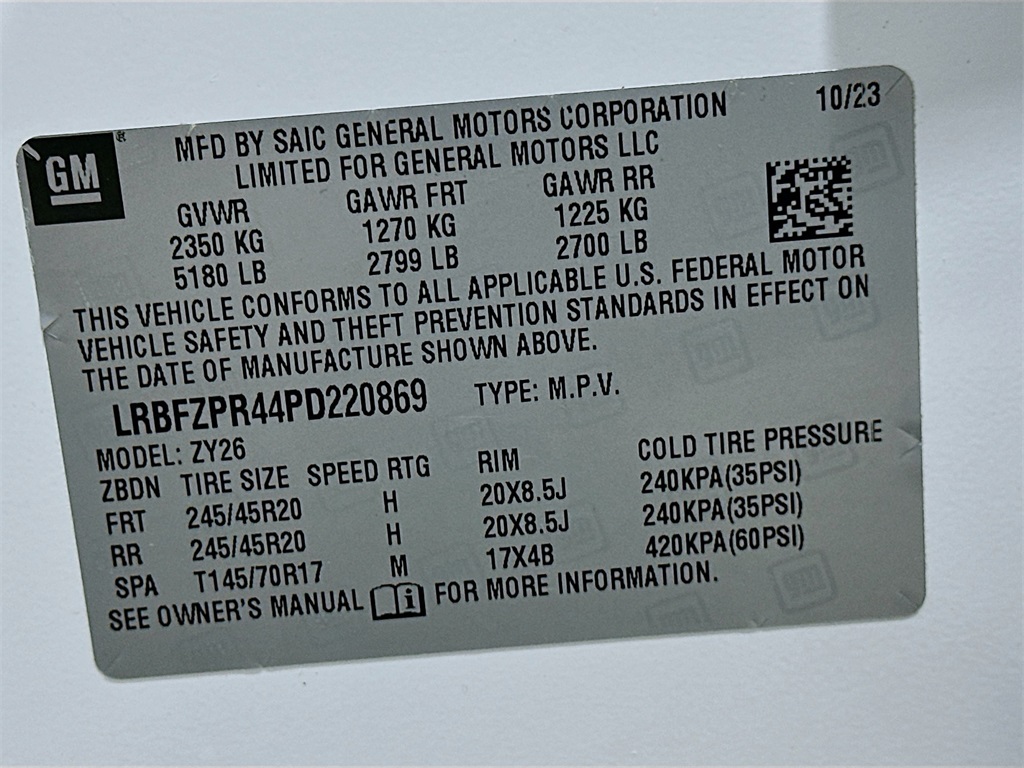 GM
®
MFD BY SAIC GENERAL MOTORS CORPORATION 10/23
LIMITED FOR GENERAL MOTORS LLC
GVWR GAWR FRT GAWR RR
2350 KG 1270 KG 1225 KG
5180 LB 2799 LB 2700 LB
THIS VEHICLE CONFORMS TO ALL APPLICABLE U.S. FEDERAL MOTOR
VEHICLE SAFETY AND THEFT PREVENTION STANDARDS IN EFFECT ON
THE DATE OF MANUFACTURE SHOWN ABOVE.
LRBFZPR44PD220869 TYPE: M.P.V.
MODEL: ZY26
ZBDN TIRE SIZE SPEED RTG RIM COLD TIRE PRESSURE
FRT 245/45R20 H 20X8.5J 240KPA(35PSI)
RR 245/45R20 H 20X8.5J 240KPA(35PSI)
SPA T145/70R17 M 17X4B 420KPA(60PSI)
SEE OWNER'S MANUAL i FOR MORE INFORMATION.